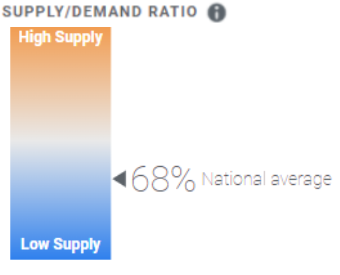 SUPPLY/DEMAND RATIO
High Supply
68% National average
Low Supply